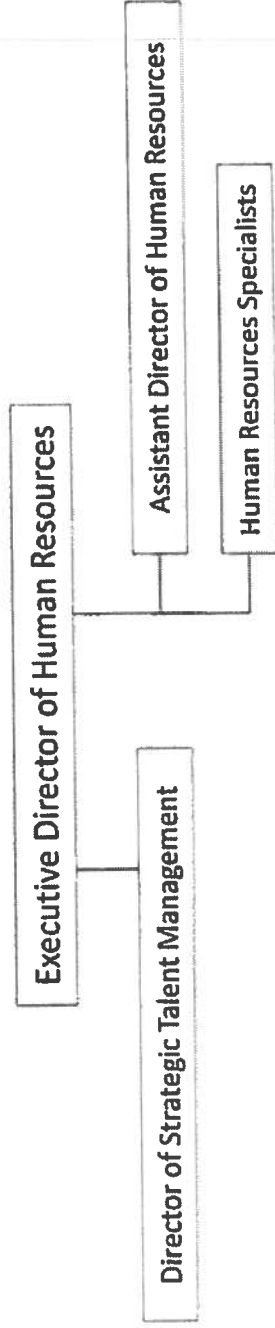 Executive Director of Human Resources
Director of Strategic Talent Management
Assistant Director of Human Resources
Human Resources Specialists